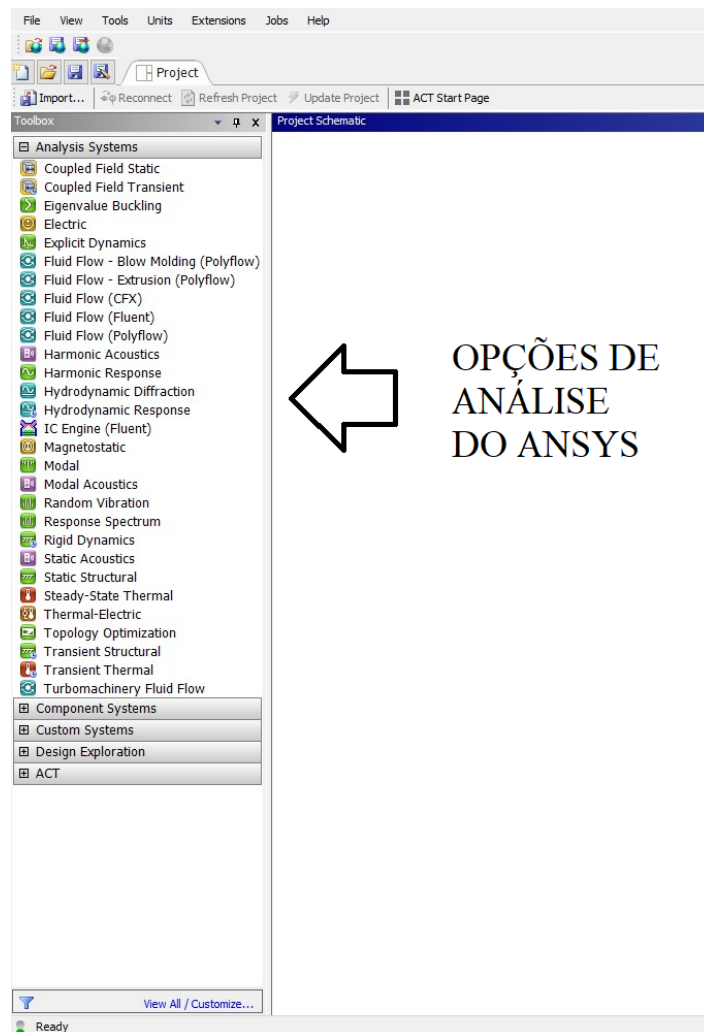 File View Tools Units Extensions Jobs Help
Project
Import... Reconnect Refresh Project Update Project ACT Start Page
Toolbox
Project Schematic
Analysis Systems
Coupled Field Static
Coupled Field Transient
Eigenvalue Buckling
Electric
Explicit Dynamics
Fluid Flow - Blow Molding (Polyflow)
Fluid Flow - Extrusion (Polyflow)
Fluid Flow (CFX)
Fluid Flow (Fluent)
Fluid Flow (Polyflow)
Harmonic Acoustics
Harmonic Response
Hydrodynamic Diffraction
Hydrodynamic Response
IC Engine (Fluent)
Magnetostatic
Modal
Modal Acoustics
Random Vibration
Response Spectrum
Rigid Dynamics
Static Acoustics
Static Structural
Steady-State Thermal
Thermal-Electric
Topology Optimization
Transient Structural
Transient Thermal
Turbomachinery Fluid Flow
Component Systems
Custom Systems
Design Exploration
ACT
View All / Customize...
Ready
OPÇÕES DE
ANÁLISE
DO ANSYS